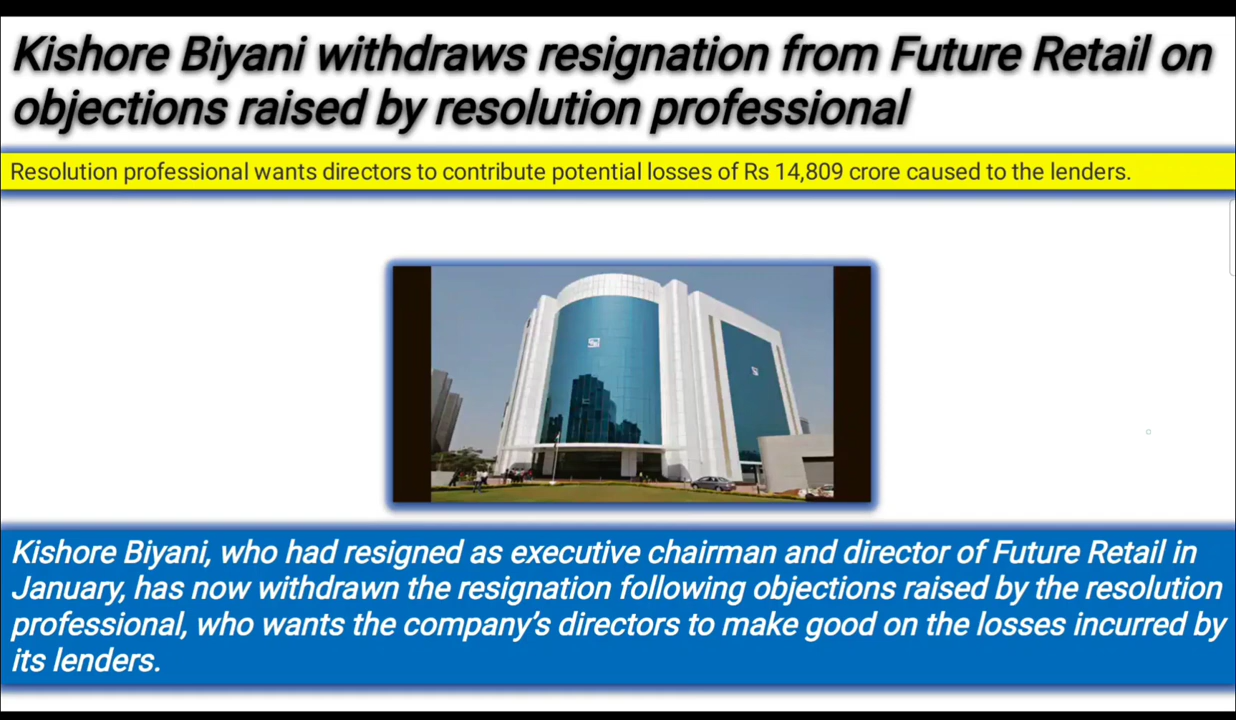 Kishore Biyani withdraws resignation from Future Retail on
objections raised by resolution professional
Resolution professional wants directors to contribute potential losses of Rs 14,809 crore caused to the lenders.
Kishore Biyani, who had resigned as executive chairman and director of Future Retail in
January, has now withdrawn the resignation following objections raised by the resolution
professional, who wants the company’s directors to make good on the losses incurred by
its lenders.